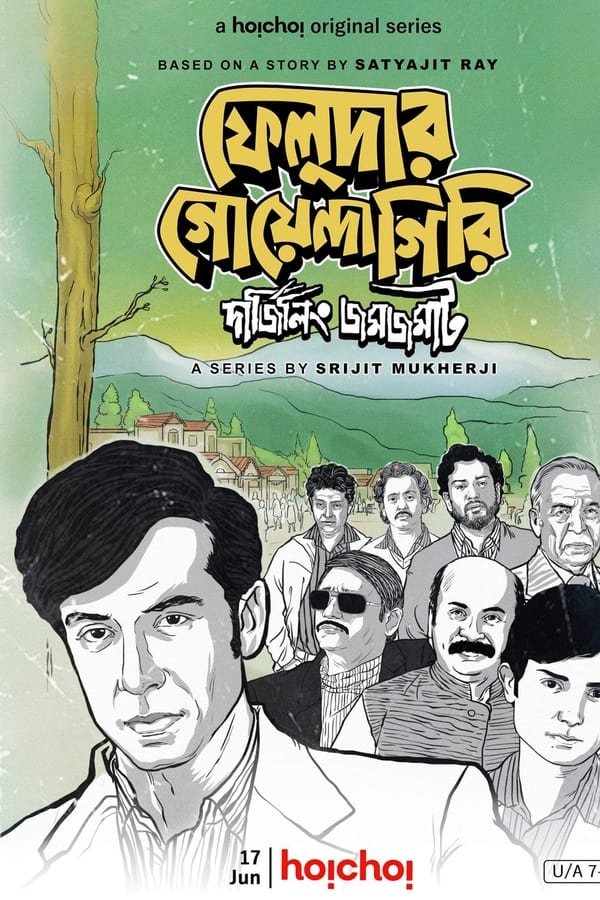 a hoichoi original series
BASED ON A STORY BY SATYAJIT RAY
ফেলুদার
গোয়েন্দাগিরি
দার্জিলিং জমজমাট
A SERIES BY SRIJIT MUKHERJI
17
Jun
hoichoi
U/A 7-